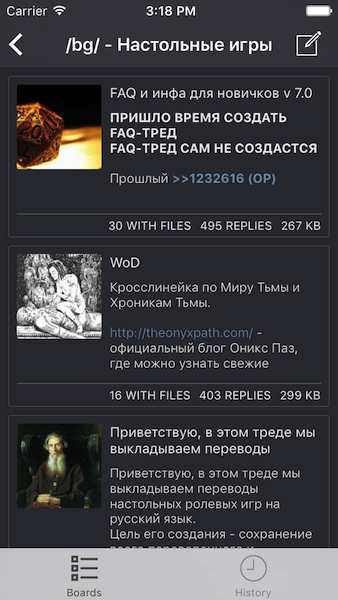 Carrier 3:18 PM
/bg/ - Настольные игры
FAQ и инфа для новичков v 7.0
ПРИШЛО ВРЕМЯ СОЗДАТЬ
FAQ-ТРЕД
FAQ-ТРЕД САМ НЕ СОЗДАСТСЯ
Прошлый >>1232616 (OP)
30 WITH FILES 495 REPLIES 267 KB
WoD
Кросслинейка по Миру Тьмы и
Хроникам Тьмы.
http://theonyxpath.com/ -
официальный блог Оникс Паз,
где можно узнать свежие
16 WITH FILES 403 REPLIES 299 KB
Приветствую, в этом треде мы
выкладываем переводы
Приветствую, в этом треде мы
выкладываем переводы
настольных ролевых игр на
русский язык.
Цель его создания - сохранение
Boards
History